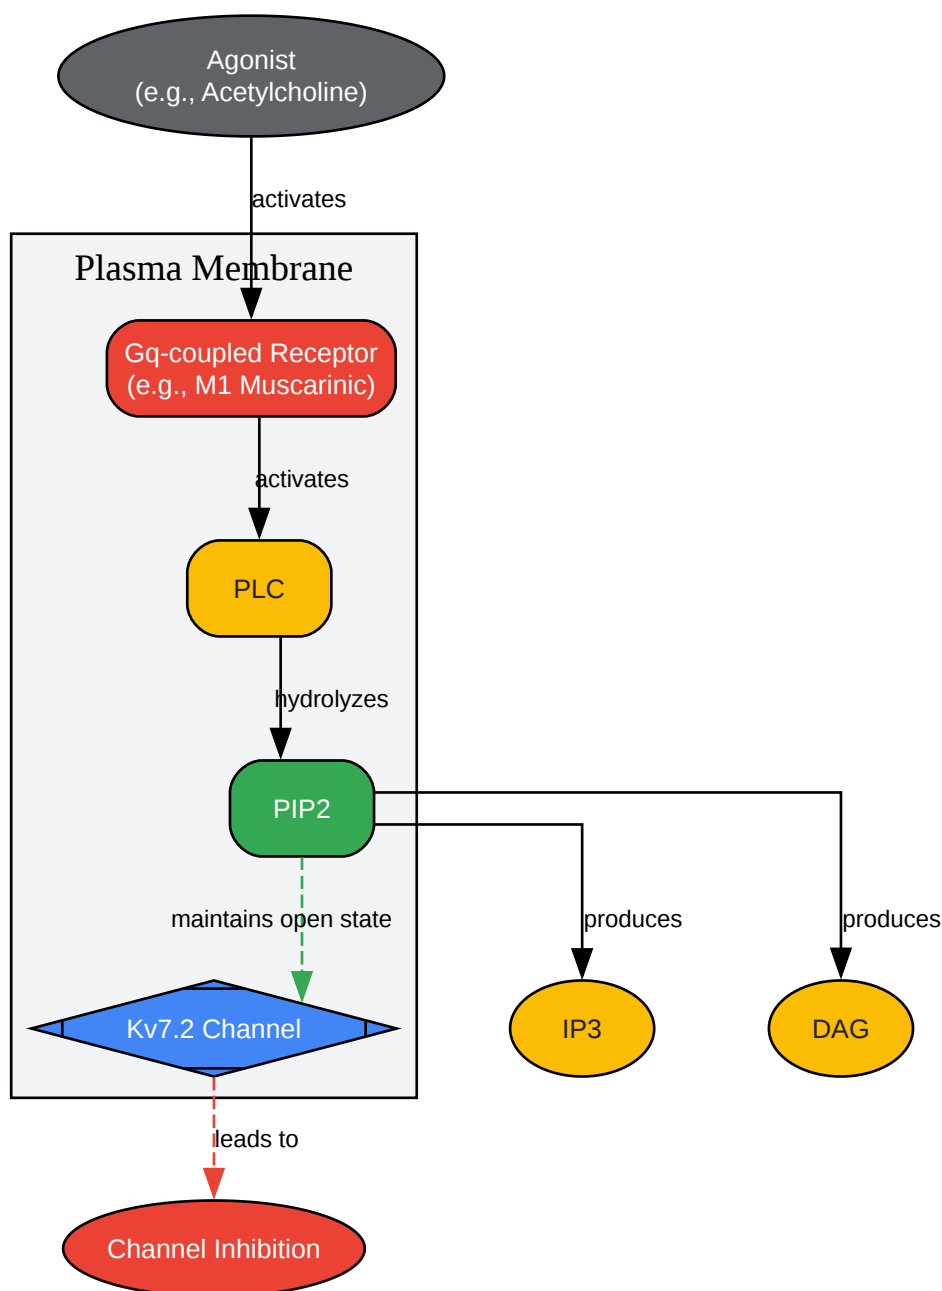 Agonist
(e.g., Acetylcholine)
activates
Plasma Membrane
Gq-coupled Receptor
(e.g., M1 Muscarinic)
activates
PLC
hydrolyzes
PIP2
maintains open state
produces
produces
Kv7.2 Channel
IP3
DAG
leads to
Channel Inhibition